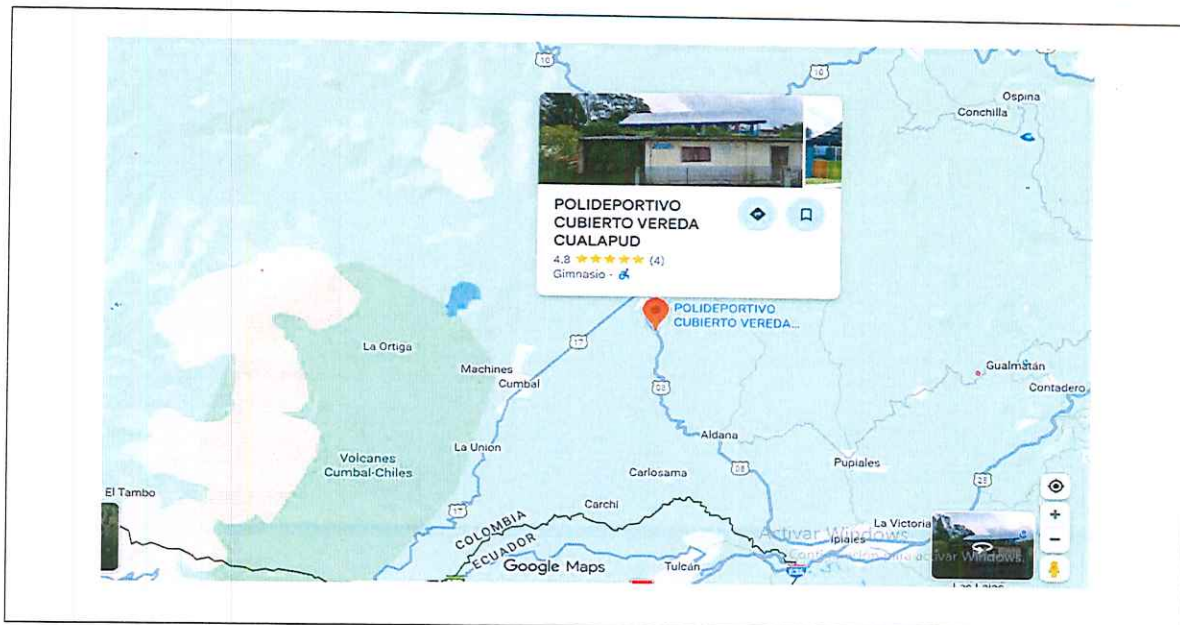 10
10
Ospina
Conchilla
POLIDEPORTIVO
CUBIERTO VEREDA
CUALAPUD
4,8 ★★★★★ (4)
Gimnasio ·
POLIDEPORTIVO
CUBIERTO VEREDA...
17
La Ortiga
Machines
Cumbal
Gualmatán
Contadero
La Union
Aldana
Volcanes
Cumbal-Chiles
Pupiales
Carlosama
El Tambo
Carchi
17
COLOMBIA
ECUADOR
La Victoria
Activar Windows
Ipiales
Google Maps
Tulcán